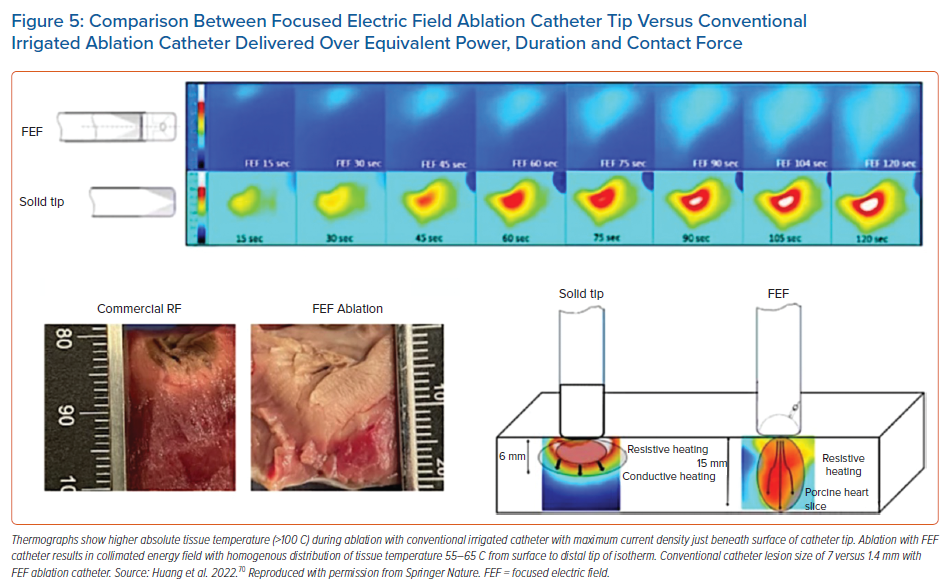 Figure 5: Comparison Between Focused Electric Field Ablation Catheter Tip Versus Conventional
Irrigated Ablation Catheter Delivered Over Equivalent Power, Duration and Contact Force
FEF
FEF 15 sec
FEF 30 sec
FEF 45 sec
FEF 60 sec
FEF 75 sec
FEF 90 sec
FEF 104 sec
FEF 120 sec
Solid tip
15 sec
30 sec
45 sec
60 sec
75 sec
90 sec
105 sec
120 sec
Commercial RF
FEF Ablation
80
90
10
Solid tip
FEF
6 mm
Resistive heating
15 mm
Conductive heating
Resistive
heating
Porcine heart
slice
Thermographs show higher absolute tissue temperature (>100 C) during ablation with conventional irrigated catheter with maximum current density just beneath surface of catheter tip. Ablation with FEF
catheter results in collimated energy field with homogenous distribution of tissue temperature 55–65 C from surface to distal tip of isotherm. Conventional catheter lesion size of 7 versus 1.4 mm with
FEF ablation catheter. Source: Huang et al. 2022.70 Reproduced with permission from Springer Nature. FEF = focused electric field.